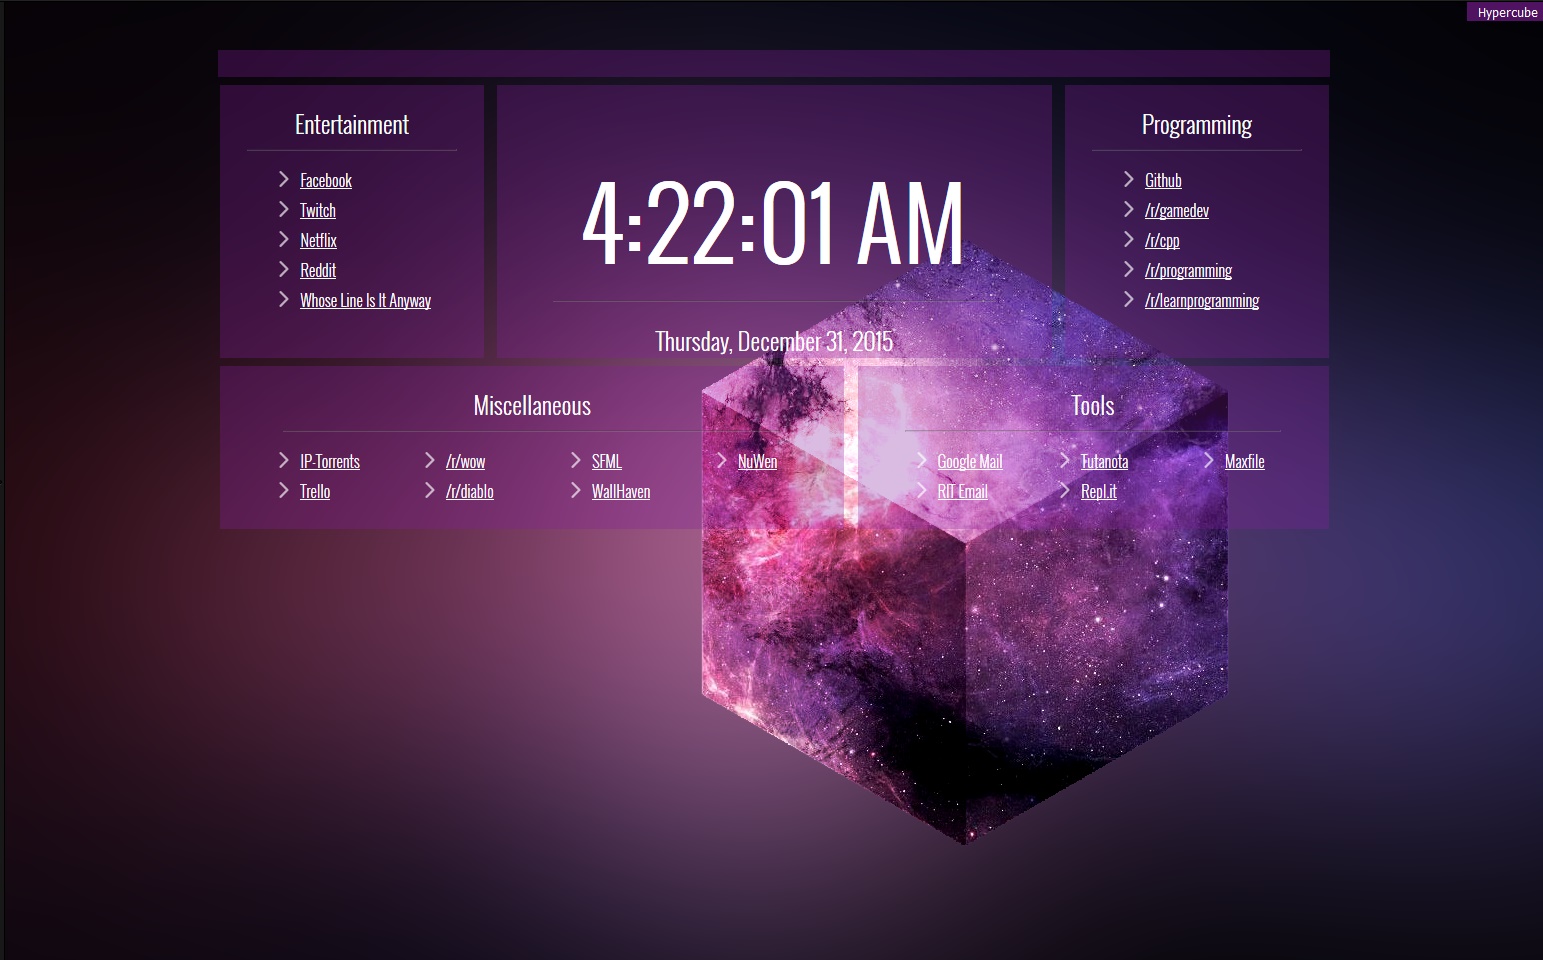 Hypercube
Entertainment
Facebook
Twitch
Netflix
Reddit
Whose Line Is It Anyway
4:22:01 AM
Thursday, December 31, 2015
Programming
Github
/r/gamedev
/r/cpp
/r/programming
/r/learnprogramming
Miscellaneous
IP-Torrents /r/wow SFML NuWen
Trello /r/diablo WallHaven
Tools
Google Mail Tutanota Maxfile
RIT Email Repl.it